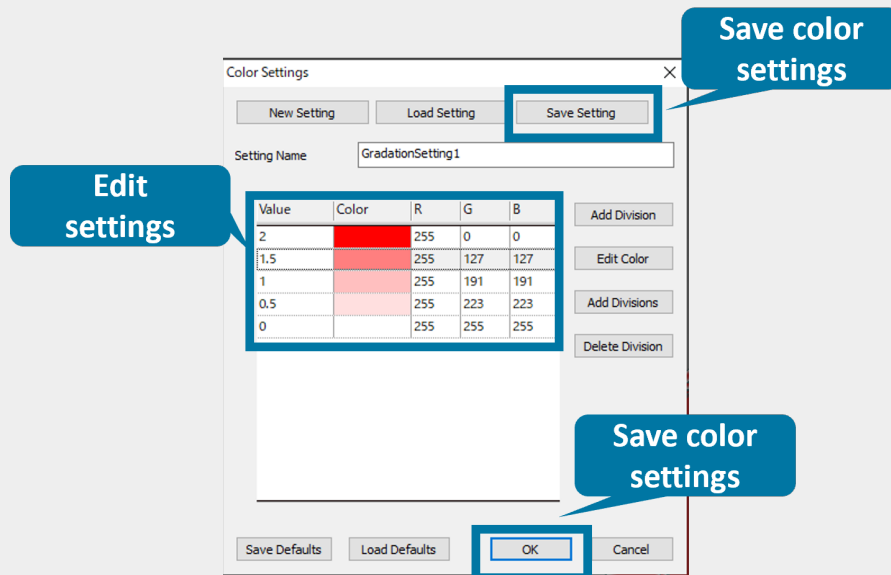 Save color
settings
Color Settings
New Setting Load Setting Save Setting
Setting Name GradationSetting1
Edit
settings
Value Color R G B
2 255 0 0
1.5 255 127 127
1 255 191 191
0.5 255 223 223
0 255 255 255
Add Division
Edit Color
Add Divisions
Delete Division
Save color
settings
Save Defaults Load Defaults OK Cancel